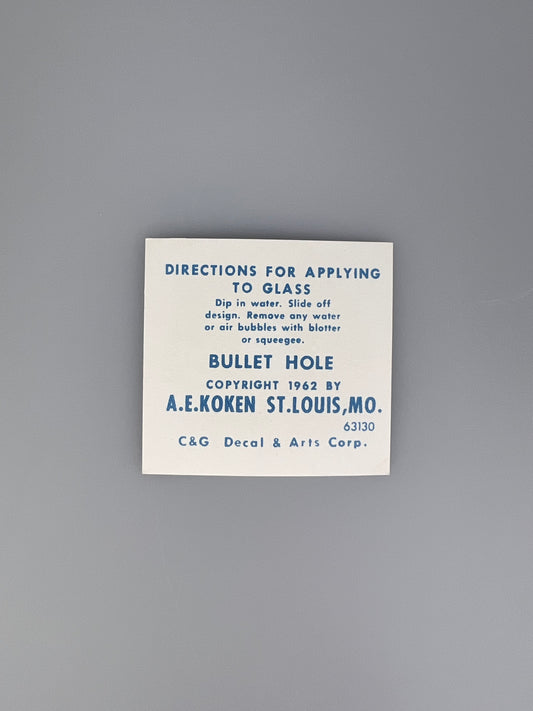 DIRECTIONS FOR APPLYING
TO GLASS
Dip in water. Slide off
design. Remove any water
or air bubbles with blotter
or squeegee.
BULLET HOLE
COPYRIGHT 1962 BY
A.E.KOKEN ST.LOUIS,MO.
63130
C&G Decal & Arts Corp.